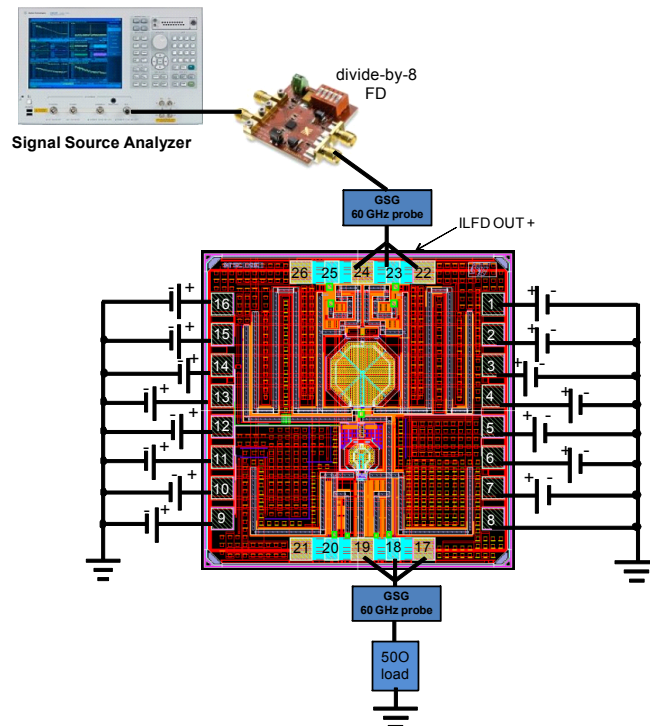 divide-by-8
FD
Signal Source Analyzer
GSG
60 GHz probe
ILFD OUT +
26 25 24 23 22
- +
16
- +
15
- +
14
- +
13
- +
12
- +
11
- +
10
- +
9
1
+ -
2
+ -
3
+ -
4
+ -
5
+ -
6
+ -
7
+ -
8
21 20 19 18 17
GSG
60 GHz probe
50O
load